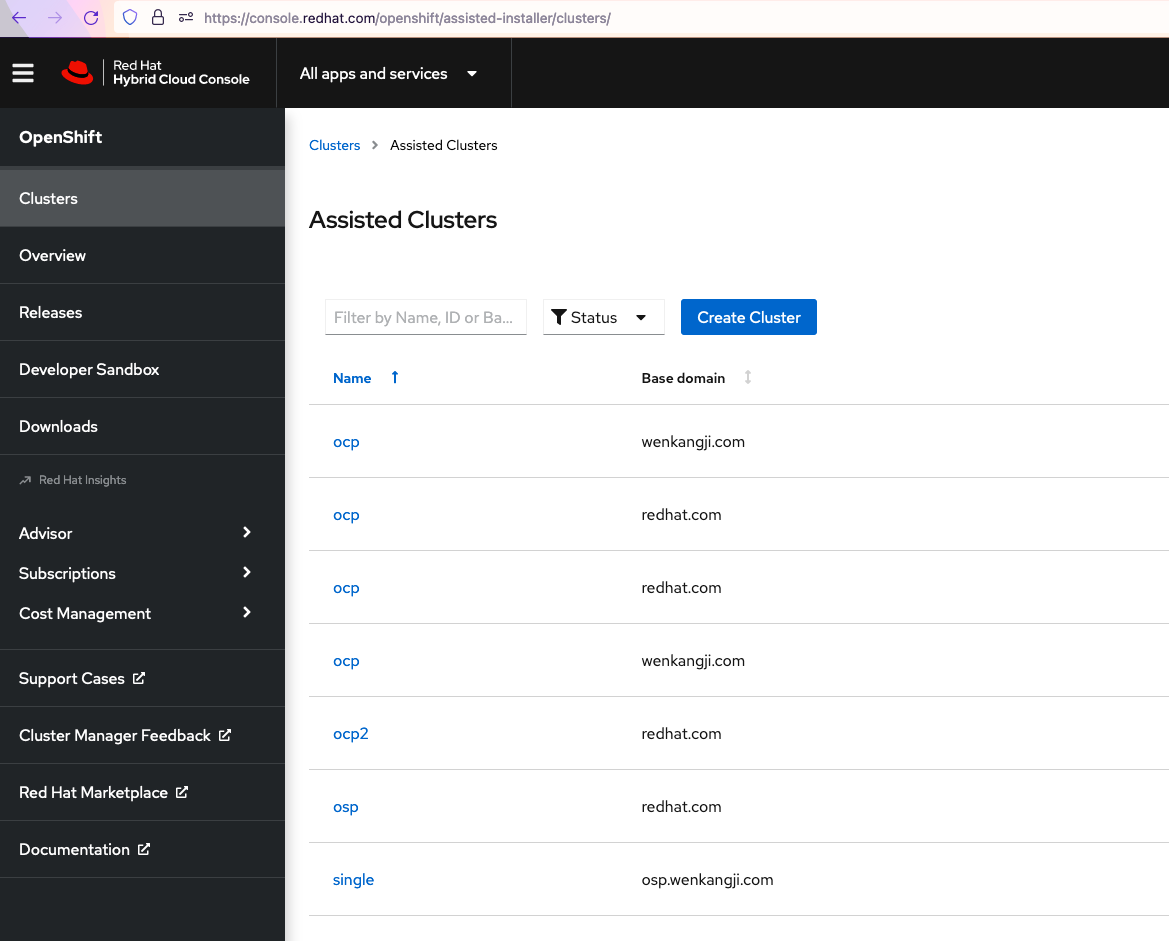 https://console.redhat.com/openshift/assisted-installer/clusters/
Red Hat
Hybrid Cloud Console
All apps and services
OpenShift
Clusters
Overview
Releases
Developer Sandbox
Downloads
Red Hat Insights
Advisor
Subscriptions
Cost Management
Support Cases
Cluster Manager Feedback
Red Hat Marketplace
Documentation
Clusters > Assisted Clusters
Assisted Clusters
Filter by Name, ID or Ba... Status Create Cluster
Name Base domain
ocp wenkangji.com
ocp redhat.com
ocp redhat.com
ocp wenkangji.com
ocp2 redhat.com
osp redhat.com
single osp.wenkangji.com